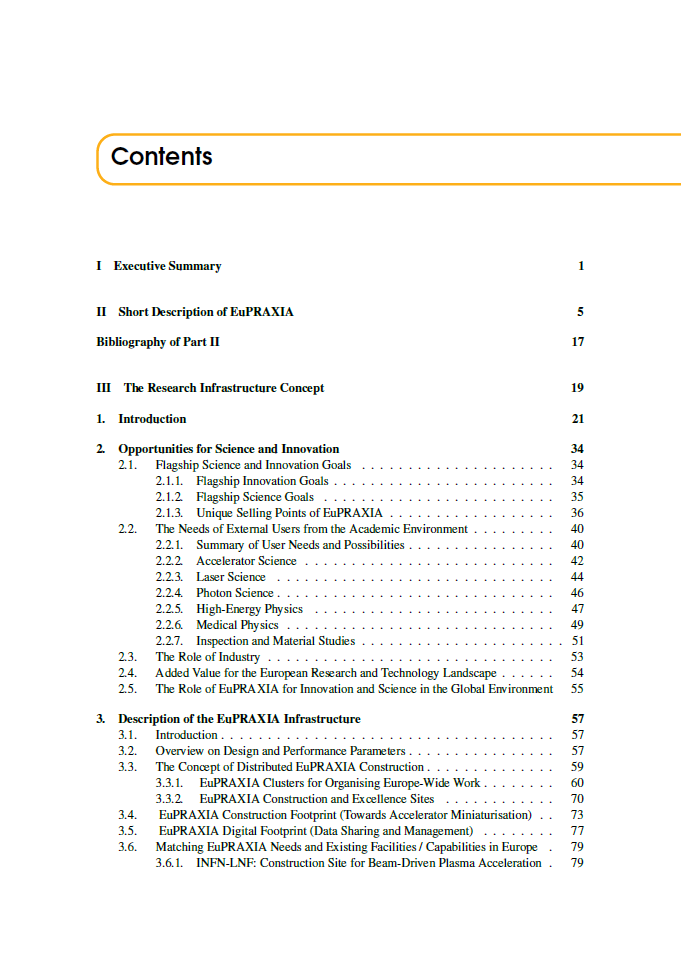 Contents
I Executive Summary 1
II Short Description of EuPRAXIA 5
Bibliography of Part II 17
III The Research Infrastructure Concept 19
1. Introduction 21
2. Opportunities for Science and Innovation 34
2.1. Flagship Science and Innovation Goals . . . . . . . . . . . . . . . . . . . . . 34
2.1.1. Flagship Innovation Goals . . . . . . . . . . . . . . . . . . . . . . . . 34
2.1.2. Flagship Science Goals . . . . . . . . . . . . . . . . . . . . . . . . . 35
2.1.3. Unique Selling Points of EuPRAXIA . . . . . . . . . . . . . . . . . . 36
2.2. The Needs of External Users from the Academic Environment . . . . . . . . . 40
2.2.1. Summary of User Needs and Possibilities . . . . . . . . . . . . . . . . 40
2.2.2. Accelerator Science . . . . . . . . . . . . . . . . . . . . . . . . . . . 42
2.2.3. Laser Science . . . . . . . . . . . . . . . . . . . . . . . . . . . . . . 44
2.2.4. Photon Science . . . . . . . . . . . . . . . . . . . . . . . . . . . . . . 46
2.2.5. High-Energy Physics . . . . . . . . . . . . . . . . . . . . . . . . . . 47
2.2.6. Medical Physics . . . . . . . . . . . . . . . . . . . . . . . . . . . . . 49
2.2.7. Inspection and Material Studies . . . . . . . . . . . . . . . . . . . . . . 51
2.3. The Role of Industry . . . . . . . . . . . . . . . . . . . . . . . . . . . . . . . 53
2.4. Added Value for the European Research and Technology Landscape . . . . . . 54
2.5. The Role of EuPRAXIA for Innovation and Science in the Global Environment 55
3. Description of the EuPRAXIA Infrastructure 57
3.1. Introduction . . . . . . . . . . . . . . . . . . . . . . . . . . . . . . . . . . . . 57
3.2. Overview on Design and Performance Parameters . . . . . . . . . . . . . . . . 57
3.3. The Concept of Distributed EuPRAXIA Construction . . . . . . . . . . . . . . 59
3.3.1. EuPRAXIA Clusters for Organising Europe-Wide Work . . . . . . . . 60
3.3.2. EuPRAXIA Construction and Excellence Sites . . . . . . . . . . . . 70
3.4. EuPRAXIA Construction Footprint (Towards Accelerator Miniaturisation) . . 73
3.5. EuPRAXIA Digital Footprint (Data Sharing and Management) . . . . . . . . 77
3.6. Matching EuPRAXIA Needs and Existing Facilities / Capabilities in Europe . 79
3.6.1. INFN-LNF: Construction Site for Beam-Driven Plasma Acceleration . 79